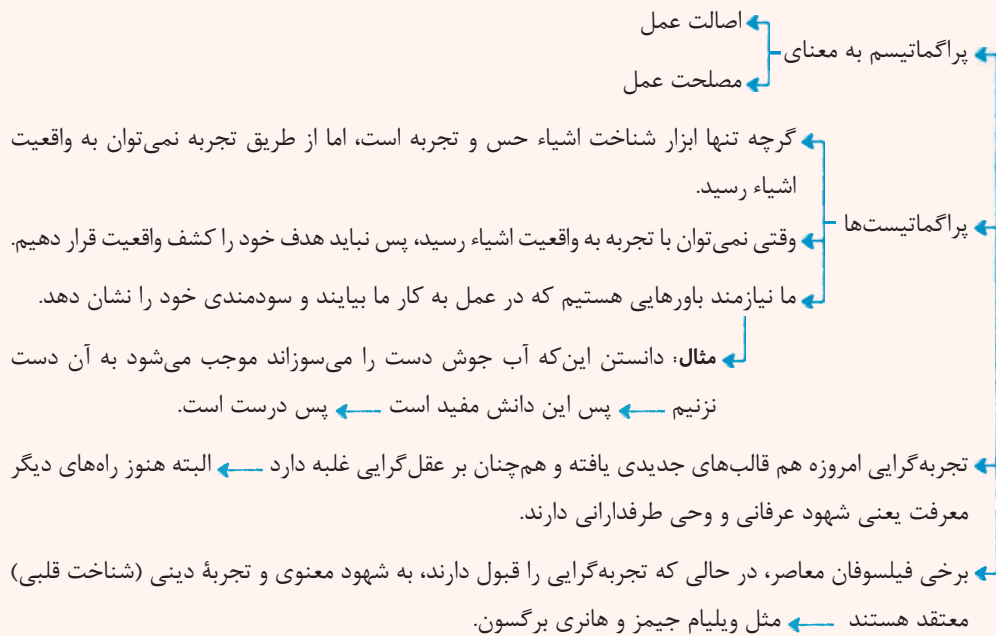 اصالت عمل
پراگماتیسم به معنای
مصلحت عمل
گرچه تنها ابزار شناخت اشیاء حس و تجربه است، اما از طریق تجربه نمی‌توان به واقعیت
اشیاء رسید.
پراگماتیست‌ها
وقتی نمی‌توان با تجربه به واقعیت اشیاء رسید، پس نباید هدف خود را کشف واقعیت قرار دهیم.
ما نیازمند باورهایی هستیم که در عمل به کار ما بیایند و سودمندی خود را نشان دهد.
مثال: دانستن این‌که آب جوش دست را می‌سوزاند موجب می‌شود به آن دست
نزنیم ← پس این دانش مفید است ← پس درست است.
تجربه‌گرایی امروزه هم قالب‌های جدیدی یافته و هم‌چنان بر عقل‌گرایی غلبه دارد ← البته هنوز راه‌های دیگر
معرفت یعنی شهود عرفانی و وحی طرفدارانی دارند.
برخی فیلسوفان معاصر، در حالی که تجربه‌گرایی را قبول دارند، به شهود معنوی و تجربهٔ دینی (شناخت قلبی)
معتقد هستند ← مثل ویلیام جیمز و هانری برگسون.